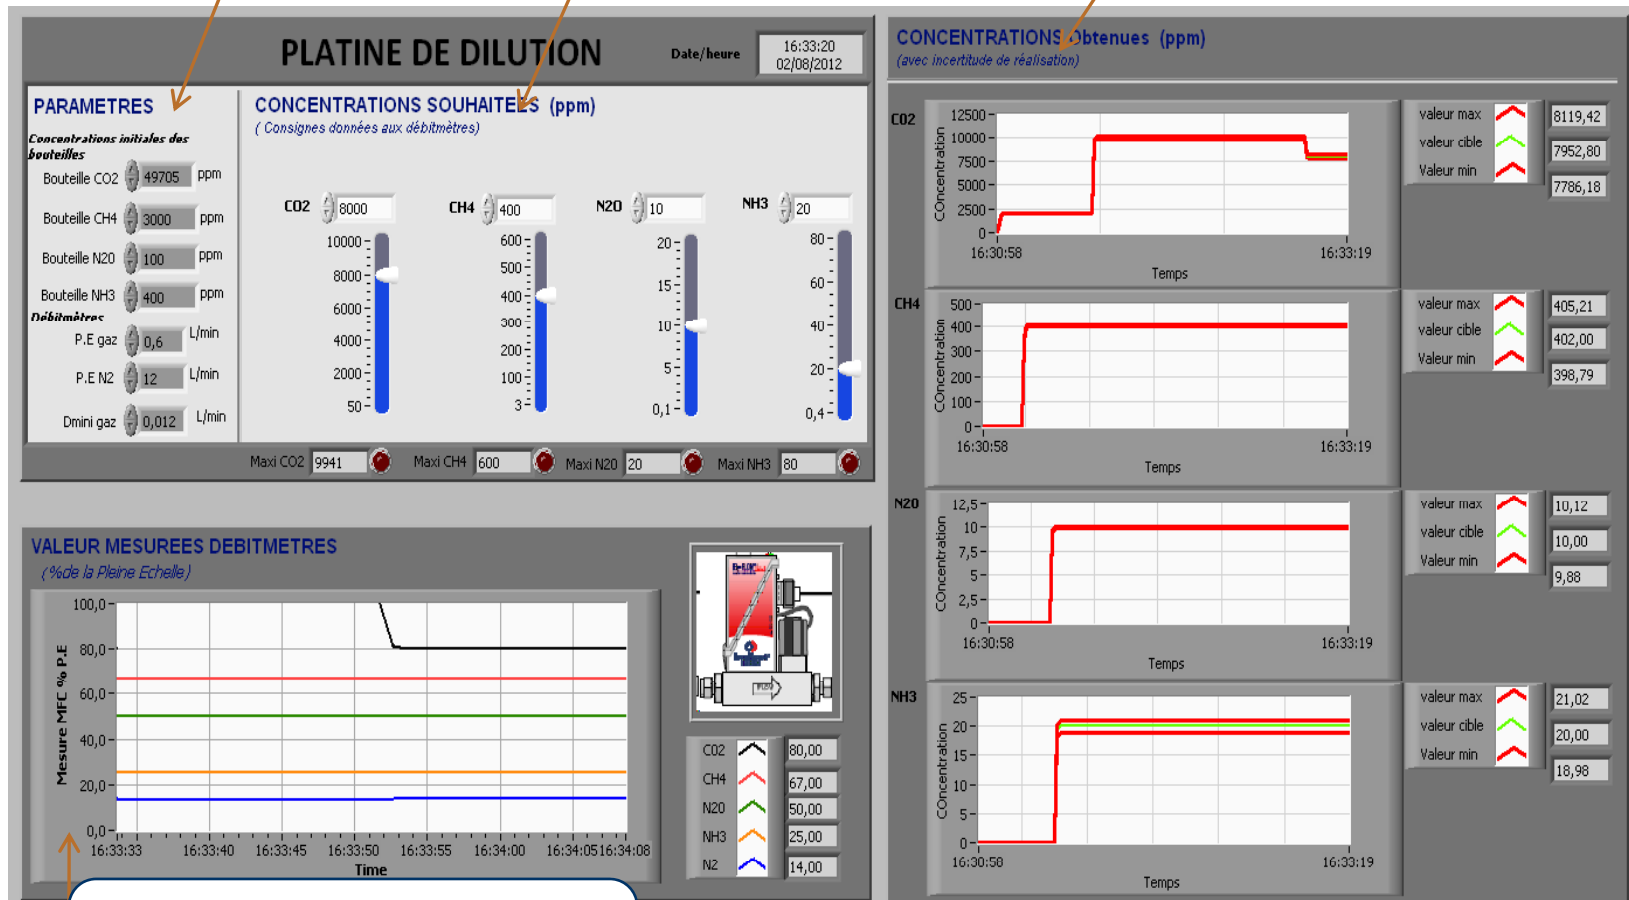 PLATINE DE DILUTION
Date/heure
16:33:20
02/08/2012
PARAMETRES
Concentrations initiales des
bouteilles
Bouteille CO2 49705 ppm
Bouteille CH4 3000 ppm
Bouteille N20 100 ppm
Bouteille NH3 400 ppm
Débitmètres
P.E gaz 0,6 L/min
P.E N2 12 L/min
Dmini gaz 0,012 L/min
CONCENTRATIONS SOUHAITEES (ppm)
( Consignes données aux débitmètres)
CO2 8000
10000
8000
6000
4000
2000
50
CH4 400
600
500
400
300
200
100
3
N20 10
20
15
10
5
0,1
NH3 20
80
60
40
20
0,4
Maxi CO2 9941
Maxi CH4 600
Maxi N20 20
Maxi NH3 80
VALEUR MESUREES DEBITMETRES
(%de la Pleine Echelle)
Mesure MFC % P.E
100,0
80,0
60,0
40,0
20,0
0,0
16:33:33 16:33:40 16:33:45 16:33:50 16:33:55 16:34:00 16:34:05 16:34:08
Time
FLOW
CO2 80,00
CH4 67,00
N20 50,00
NH3 25,00
N2 14,00
CONCENTRATIONS Obtenues (ppm)
(avec incertitude de réalisation)
CO2
COncentration
12500
10000
7500
5000
2500
0
16:30:58 16:33:19
Temps
valeur max 8119,42
valeur cible 7952,80
Valeur min 7786,18
CH4
COncentration
500
400
300
200
100
0
16:30:58 16:33:19
Temps
valeur max 405,21
valeur cible 402,00
Valeur min 398,79
N20
COncentration
12,5
10
7,5
5
2,5
0
16:30:58 16:33:19
Temps
valeur max 10,12
valeur cible 10,00
Valeur min 9,88
NH3
COncentration
25
20
15
10
5
0
16:30:58 16:33:19
Temps
valeur max 21,02
valeur cible 20,00
Valeur min 18,98